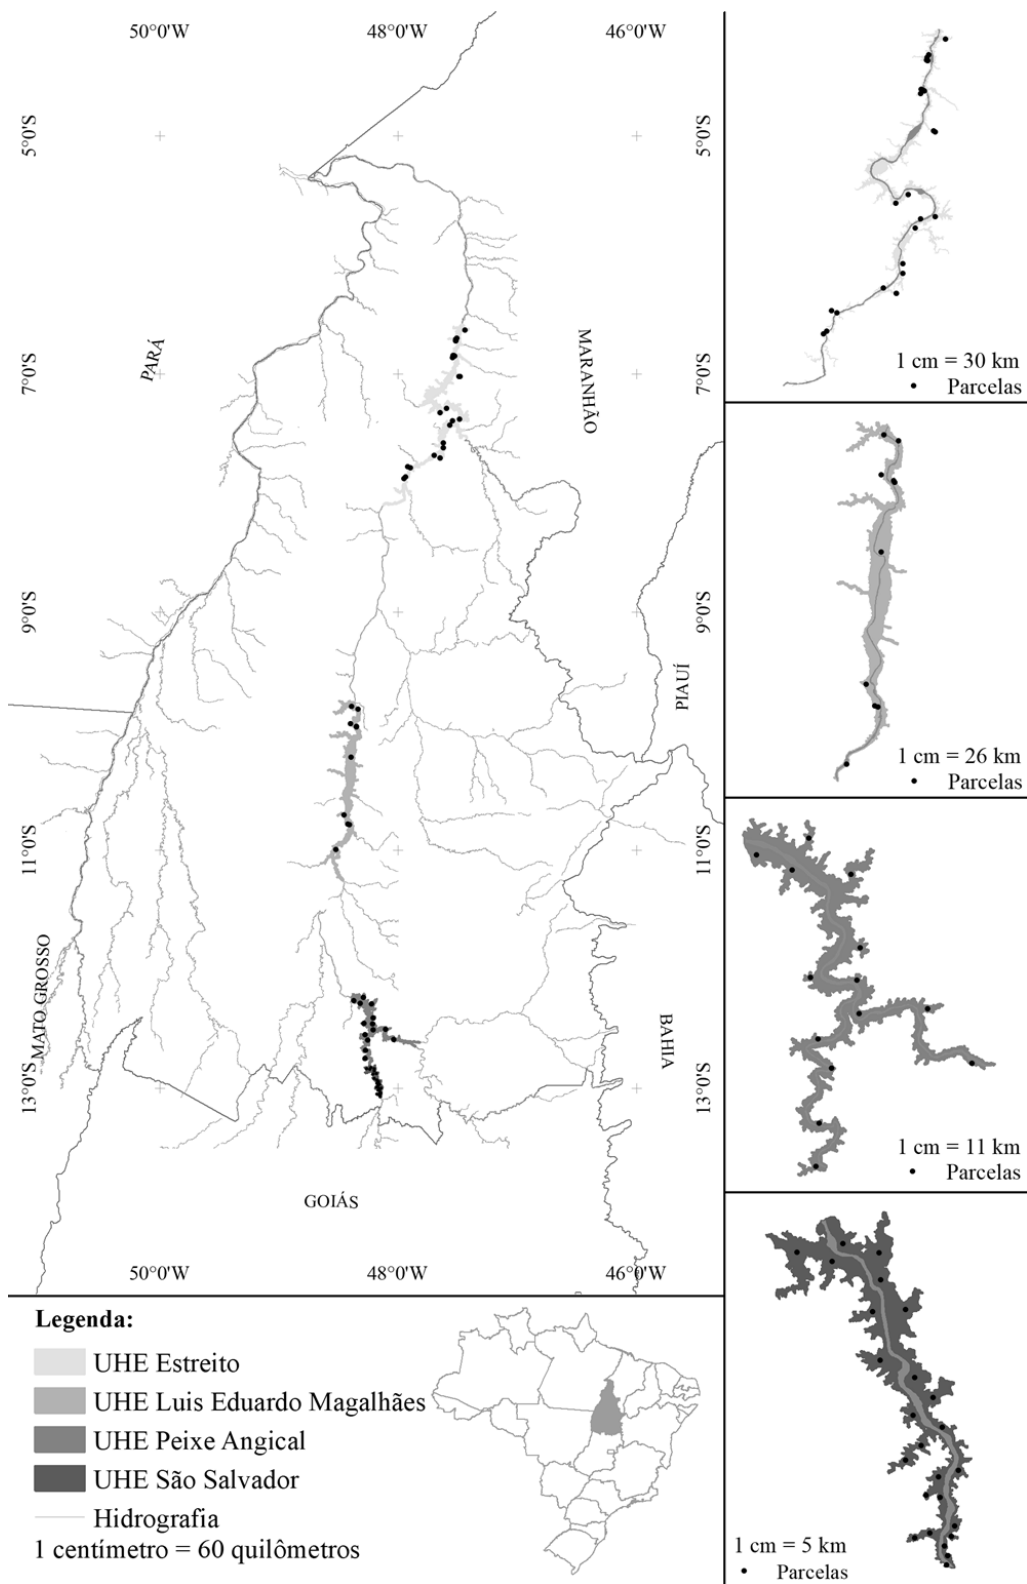 50°0'W
48°0'W
46°0'W
5°0'S
5°0'S
PARÁ
MARANHÃO
7°0'S
7°0'S
9°0'S
9°0'S
PIAUÍ
11°0'S
11°0'S
MATO GROSSO
BAHIA
13°0'S
13°0'S
GOIÁS
50°0'W
48°0'W
46°0'W
1 cm = 30 km
Parcelas
1 cm = 26 km
Parcelas
1 cm = 11 km
Parcelas
1 cm = 5 km
Parcelas
Legenda:
UHE Estreito
UHE Luis Eduardo Magalhães
UHE Peixe Angical
UHE São Salvador
Hidrografia
1 centímetro = 60 quilômetros